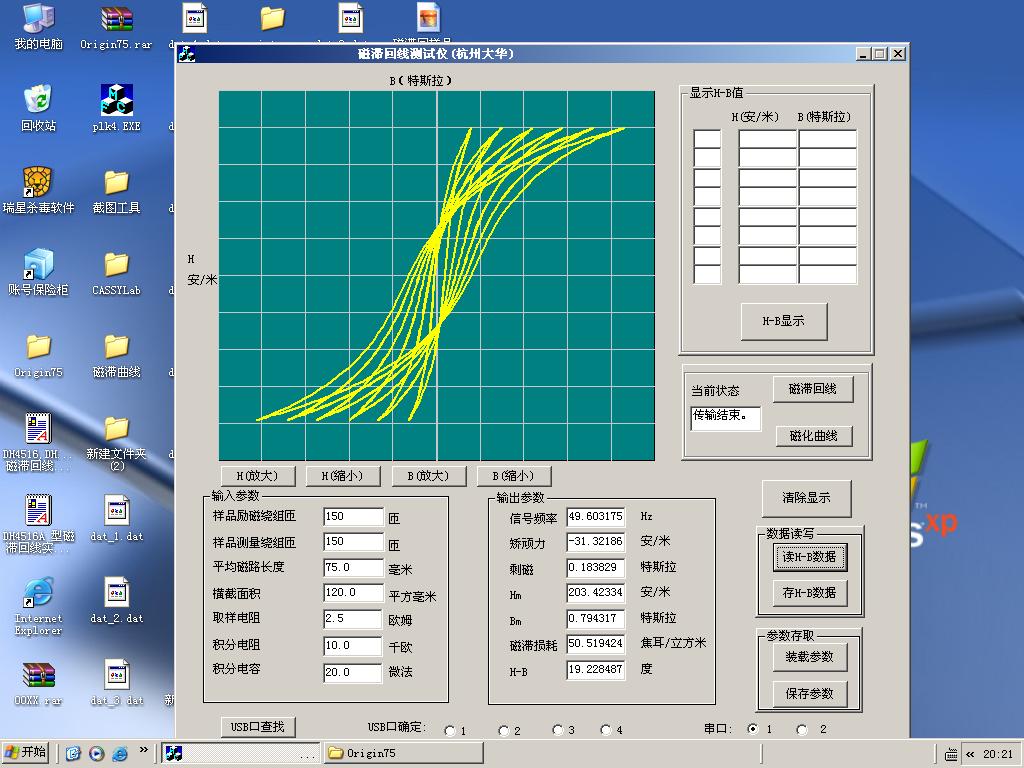 我的电脑
Origin75.rar
磁滞回线测试仪(杭州大华)
B(特斯拉)
H
安/米
显示H-B值
H(安/米) B(特斯拉)
H-B显示
当前状态
传输结束。
磁滞回线
磁化曲线
清除显示
数据读写
读H-B数据
存H-B数据
参数存取
装载参数
保存参数
H(放大) H(缩小) B(放大) B(缩小)
输入参数
样品励磁绕组匝 150 匝
样品测量绕组匝 150 匝
平均磁路长度 75.0 毫米
横截面积 120.0 平方毫米
取样电阻 2.5 欧姆
积分电阻 10.0 千欧
积分电容 20.0 微法
输出参数
信号频率 49.603175 Hz
矫顽力 -31.32186 安/米
剩磁 0.183829 特斯拉
Hm 203.42334 安/米
Bm 0.794317 特斯拉
磁滞损耗 50.519424 焦耳/立方米
H-B 19.228487 度
USB口查找 USB口确定: 1 2 3 4 串口: 1 2
回收站
plk4.EXE
瑞星杀毒软件
截图工具
账号保险柜
CASSYLab
Origin75
磁滞曲线
DH4516_DH...
磁滞回线...
新建文件夹
(2)
DH4516A_型磁
滞回线实...
dat_1.dat
Internet
Explorer
dat_2.dat
OOXX.rar
dat_3.dat
xp
TM
开始
»
...
Origin75
«
20:21